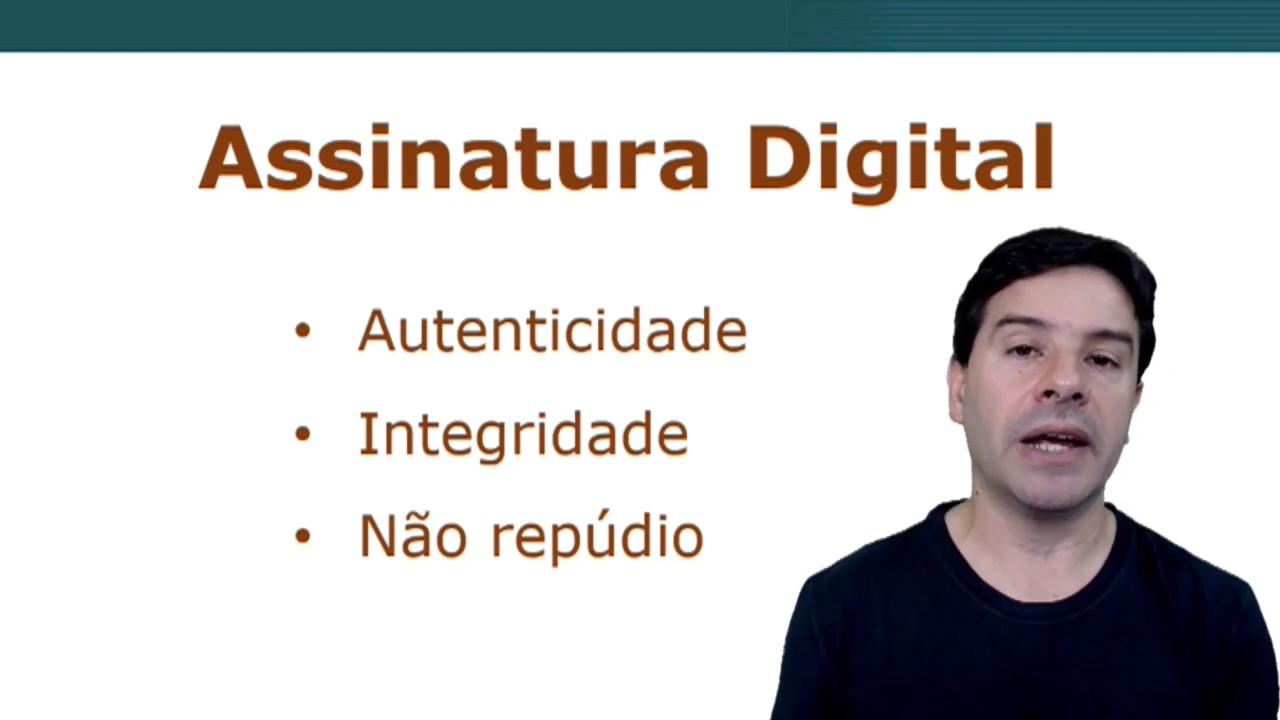 Assinatura Digital
• Autenticidade
• Integridade
• Não repúdio